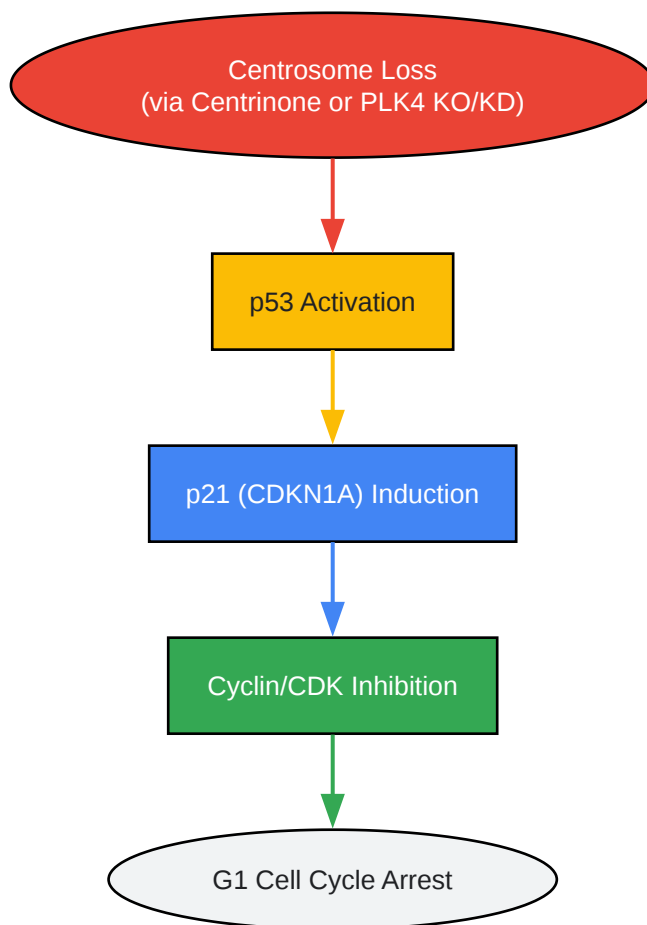 Centrosome Loss
(via Centrinone or PLK4 KO/KD)
p53 Activation
p21 (CDKN1A) Induction
Cyclin/CDK Inhibition
G1 Cell Cycle Arrest